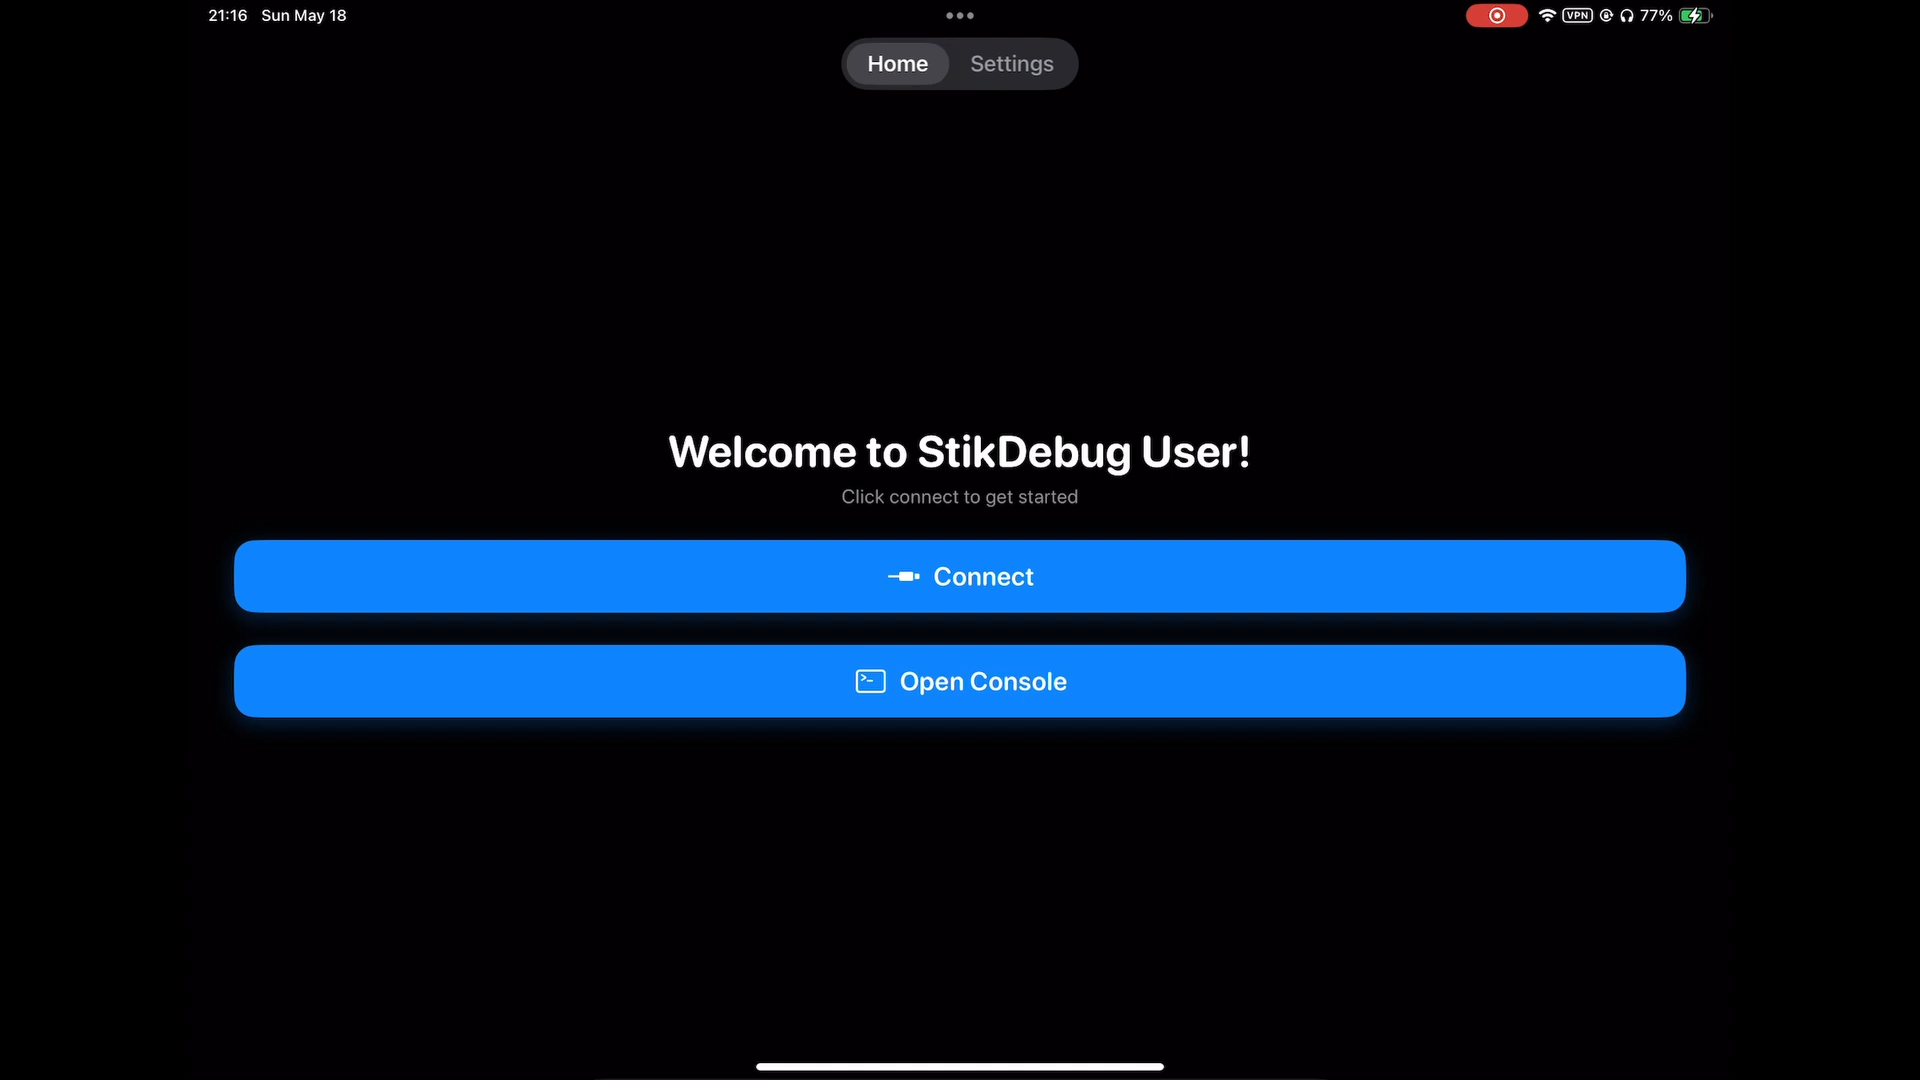 21:16 Sun May 18
VPN 77%
Home Settings
Welcome to StikDebug User!
Click connect to get started
Connect
Open Console